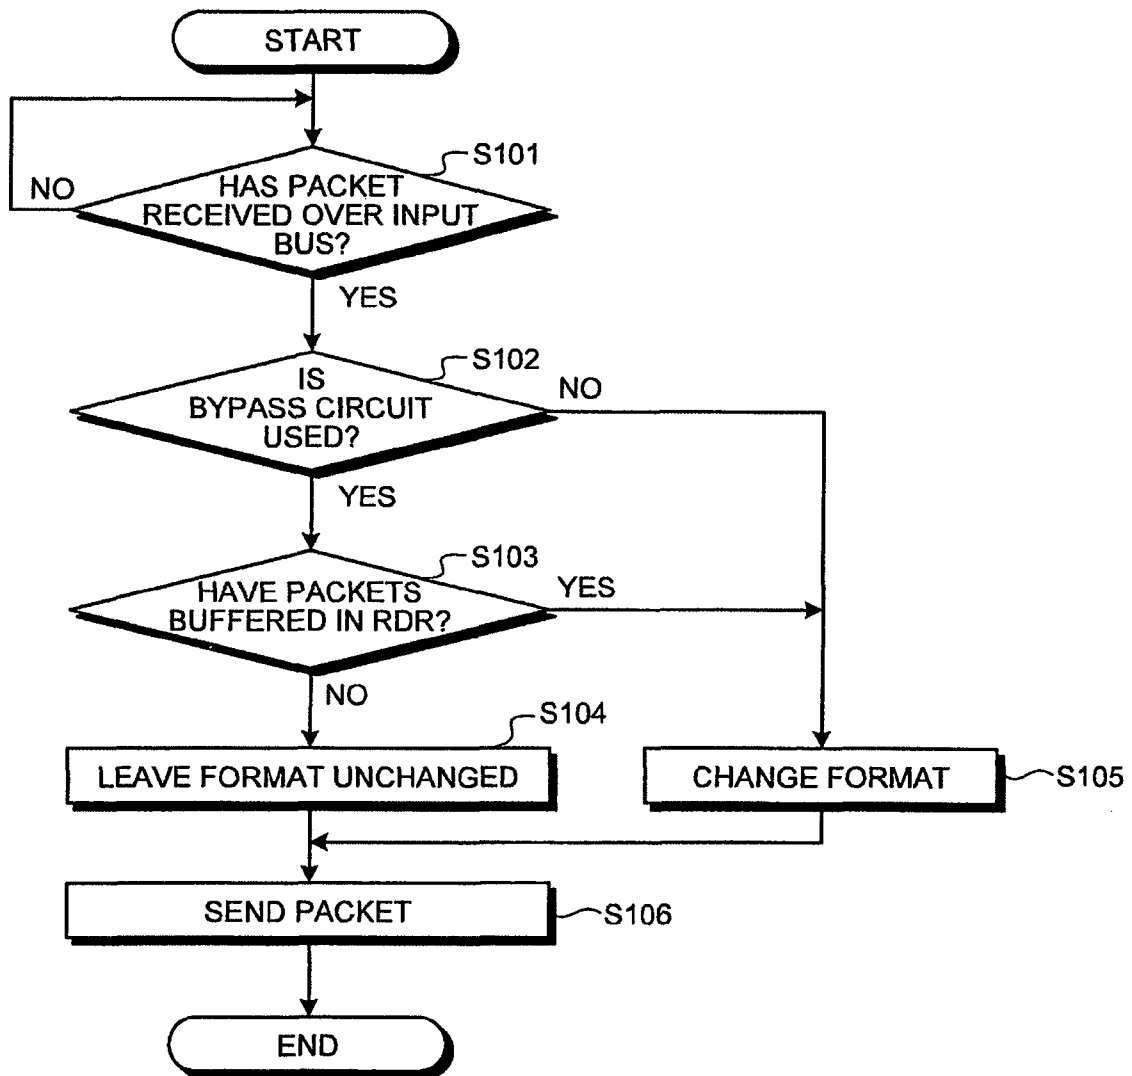 START
S101
NO
HAS PACKET
RECEIVED OVER INPUT
BUS?
YES
S102
IS
BYPASS CIRCUIT
USED?
NO
YES
S103
HAVE PACKETS
BUFFERED IN RDR?
YES
NO
S104
LEAVE FORMAT UNCHANGED
CHANGE FORMAT
S105
SEND PACKET
S106
END